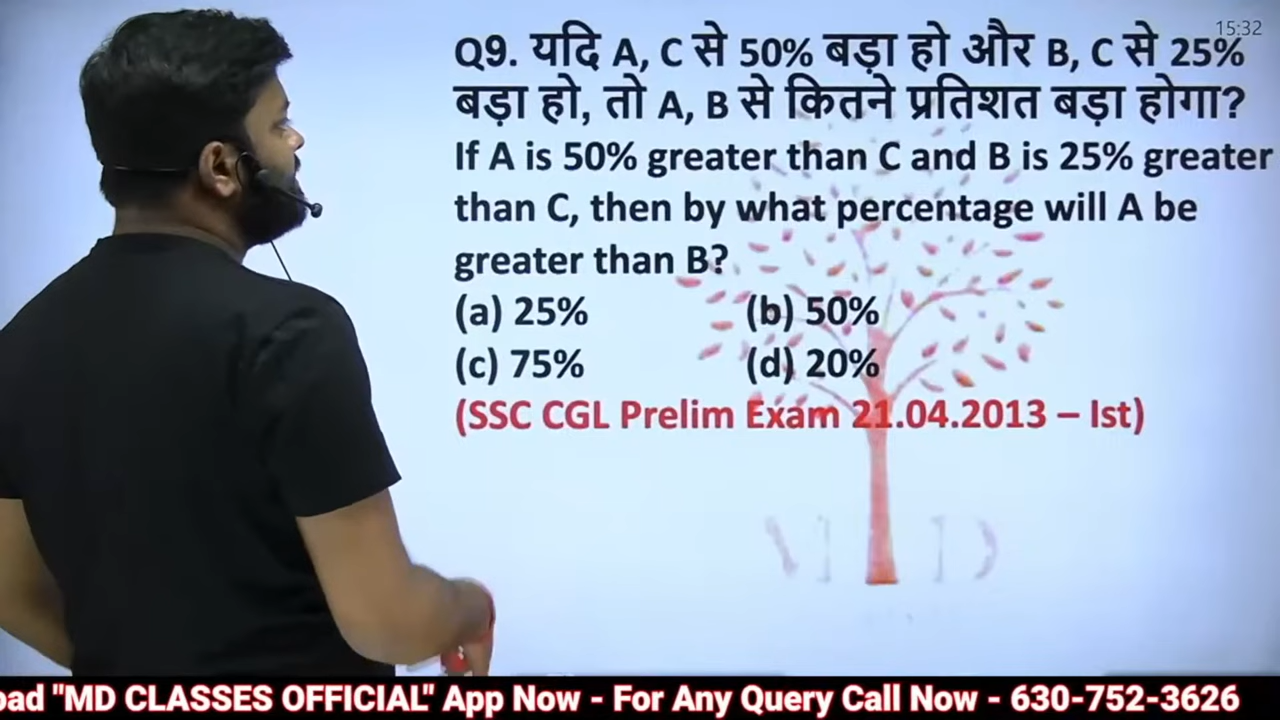 15:32
Q9. यदि A, C से 50% बड़ा हो और B, C से 25%
बड़ा हो, तो A, B से कितने प्रतिशत बड़ा होगा?
If A is 50% greater than C and B is 25% greater
than C, then by what percentage will A be
greater than B?
(a) 25% (b) 50%
(c) 75% (d) 20%
(SSC CGL Prelim Exam 21.04.2013 – Ist)
oad "MD CLASSES OFFICIAL" App Now - For Any Query Call Now - 630-752-3626